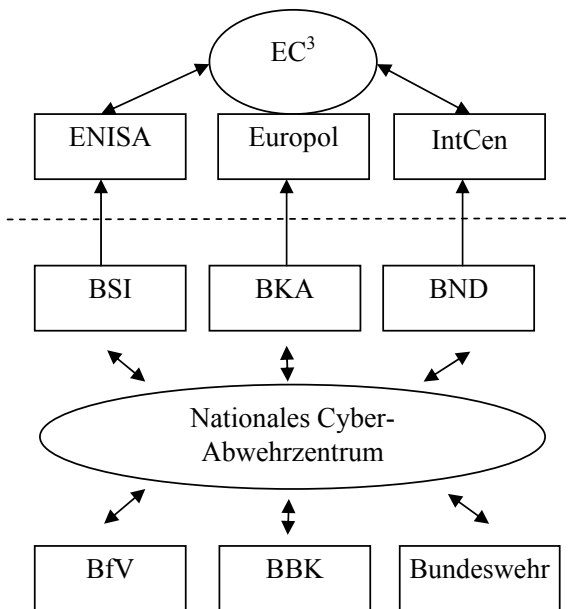 EC³
ENISA
Europol
IntCen
BSI
BKA
BND
Nationales Cyber-
Abwehrzentrum
BfV
BBK
Bundeswehr